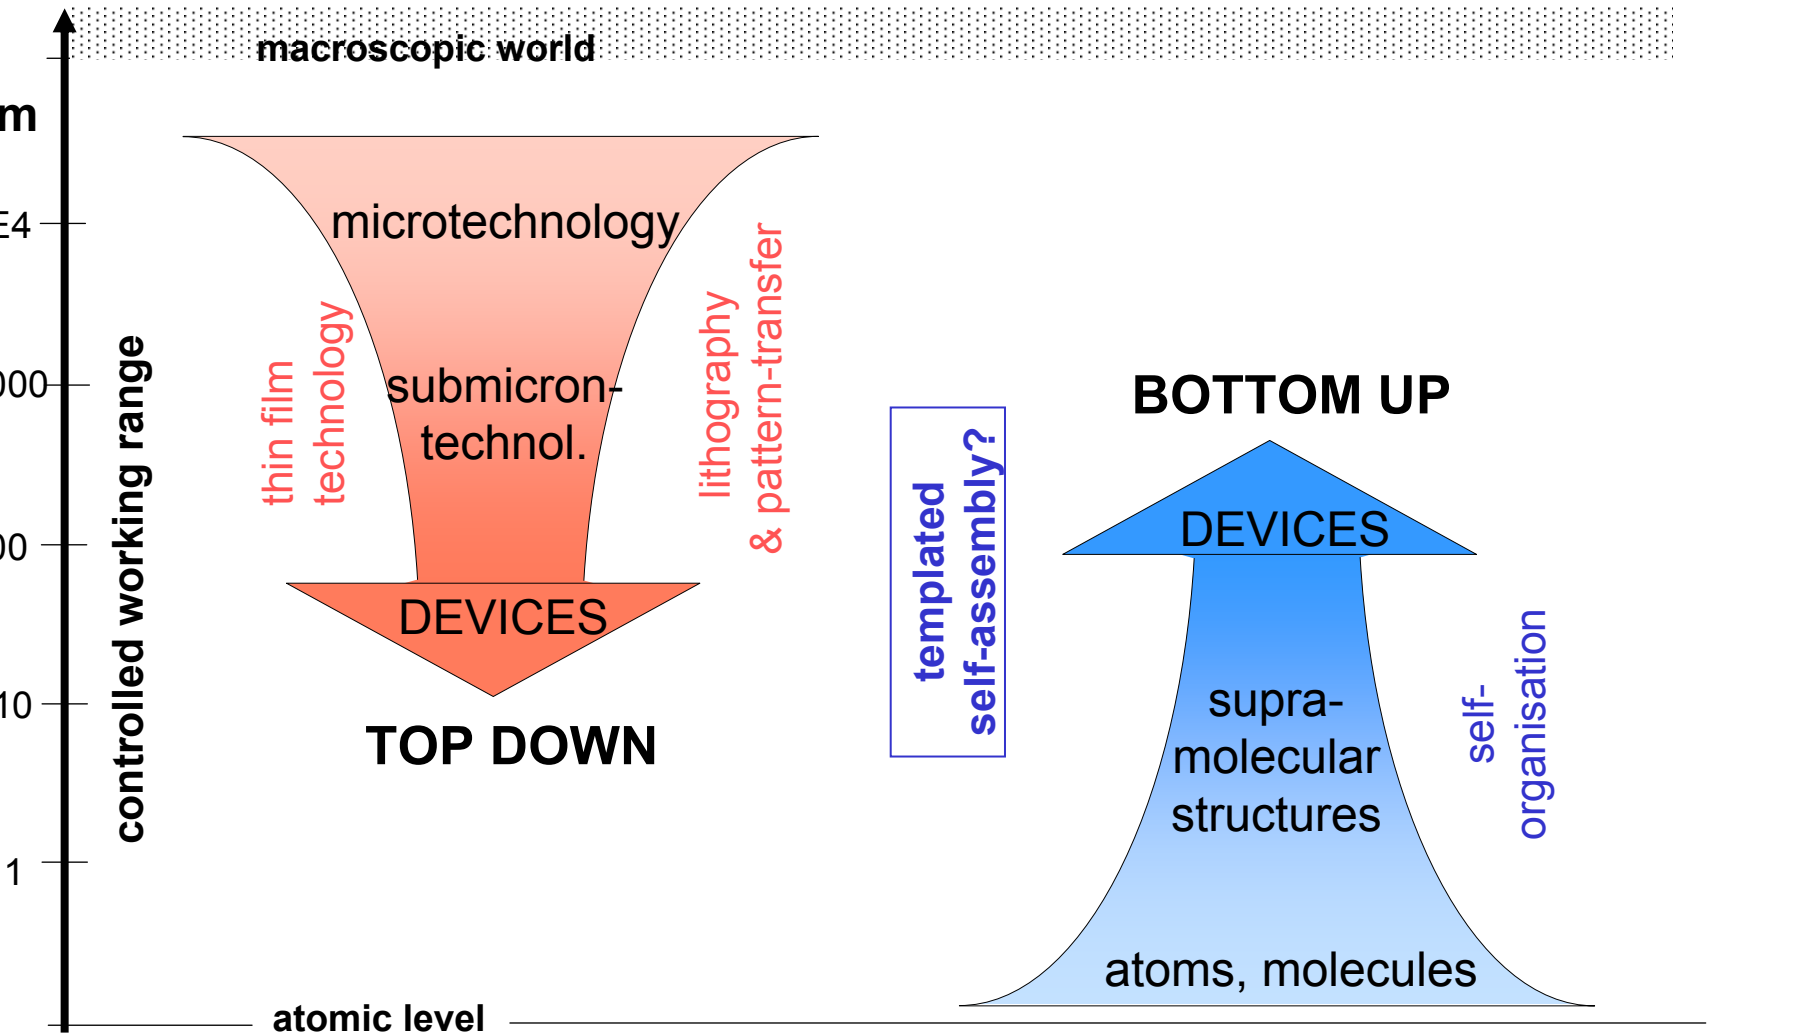 macroscopic world
m
E4
000
00
10
1
controlled working range
microtechnology
submicron-
technol.
DEVICES
TOP DOWN
thin film
technology
lithography
& pattern-transfer
templated
self-assembly?
BOTTOM UP
DEVICES
supra-
molecular
structures
atoms, molecules
self-
organisation
atomic level